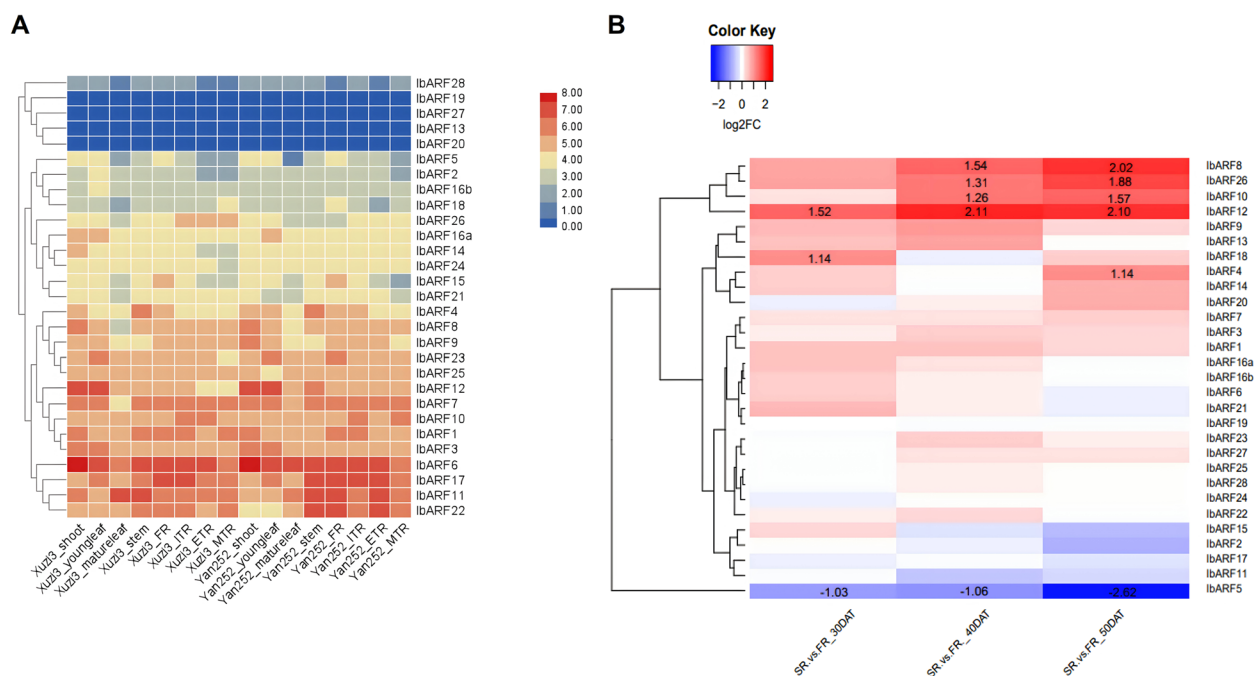 A
IbARF28
IbARF19
IbARF27
IbARF13
IbARF20
IbARF5
IbARF2
IbARF16b
IbARF18
IbARF26
IbARF16a
IbARF14
IbARF24
IbARF15
IbARF21
IbARF4
IbARF8
IbARF9
IbARF23
IbARF25
IbARF12
IbARF7
IbARF10
IbARF1
IbARF3
IbARF6
IbARF17
IbARF11
IbARF22
8.00
7.00
6.00
5.00
4.00
3.00
2.00
1.00
0.00
Xuzi3_shoot
Xuzi3_youngleaf
Xuzi3_matureleaf
Xuzi3_stem
Xuzi3_FR
Xuzi3_ITR
Xuzi3_ETR
Xuzi3_MTR
Yan252_shoot
Yan252_youngleaf
Yan252_matureleaf
Yan252_stem
Yan252_FR
Yan252_ITR
Yan252_ETR
Yan252_MTR
B
Color Key
−2 0 2
log2FC
1.54 2.02 IbARF8
1.31 1.88 IbARF26
1.26 1.57 IbARF10
1.52 2.11 2.10 IbARF12
IbARF9
IbARF13
1.14 IbARF18
1.14 IbARF4
IbARF14
IbARF20
IbARF7
IbARF3
IbARF1
IbARF16a
IbARF16b
IbARF6
IbARF21
IbARF19
IbARF23
IbARF27
IbARF25
IbARF28
IbARF24
IbARF22
IbARF15
IbARF2
IbARF17
IbARF11
-1.03 -1.06 -2.62 IbARF5
SR.vs.FR_30DAT
SR.vs.FR_40DAT
SR.vs.FR_50DAT